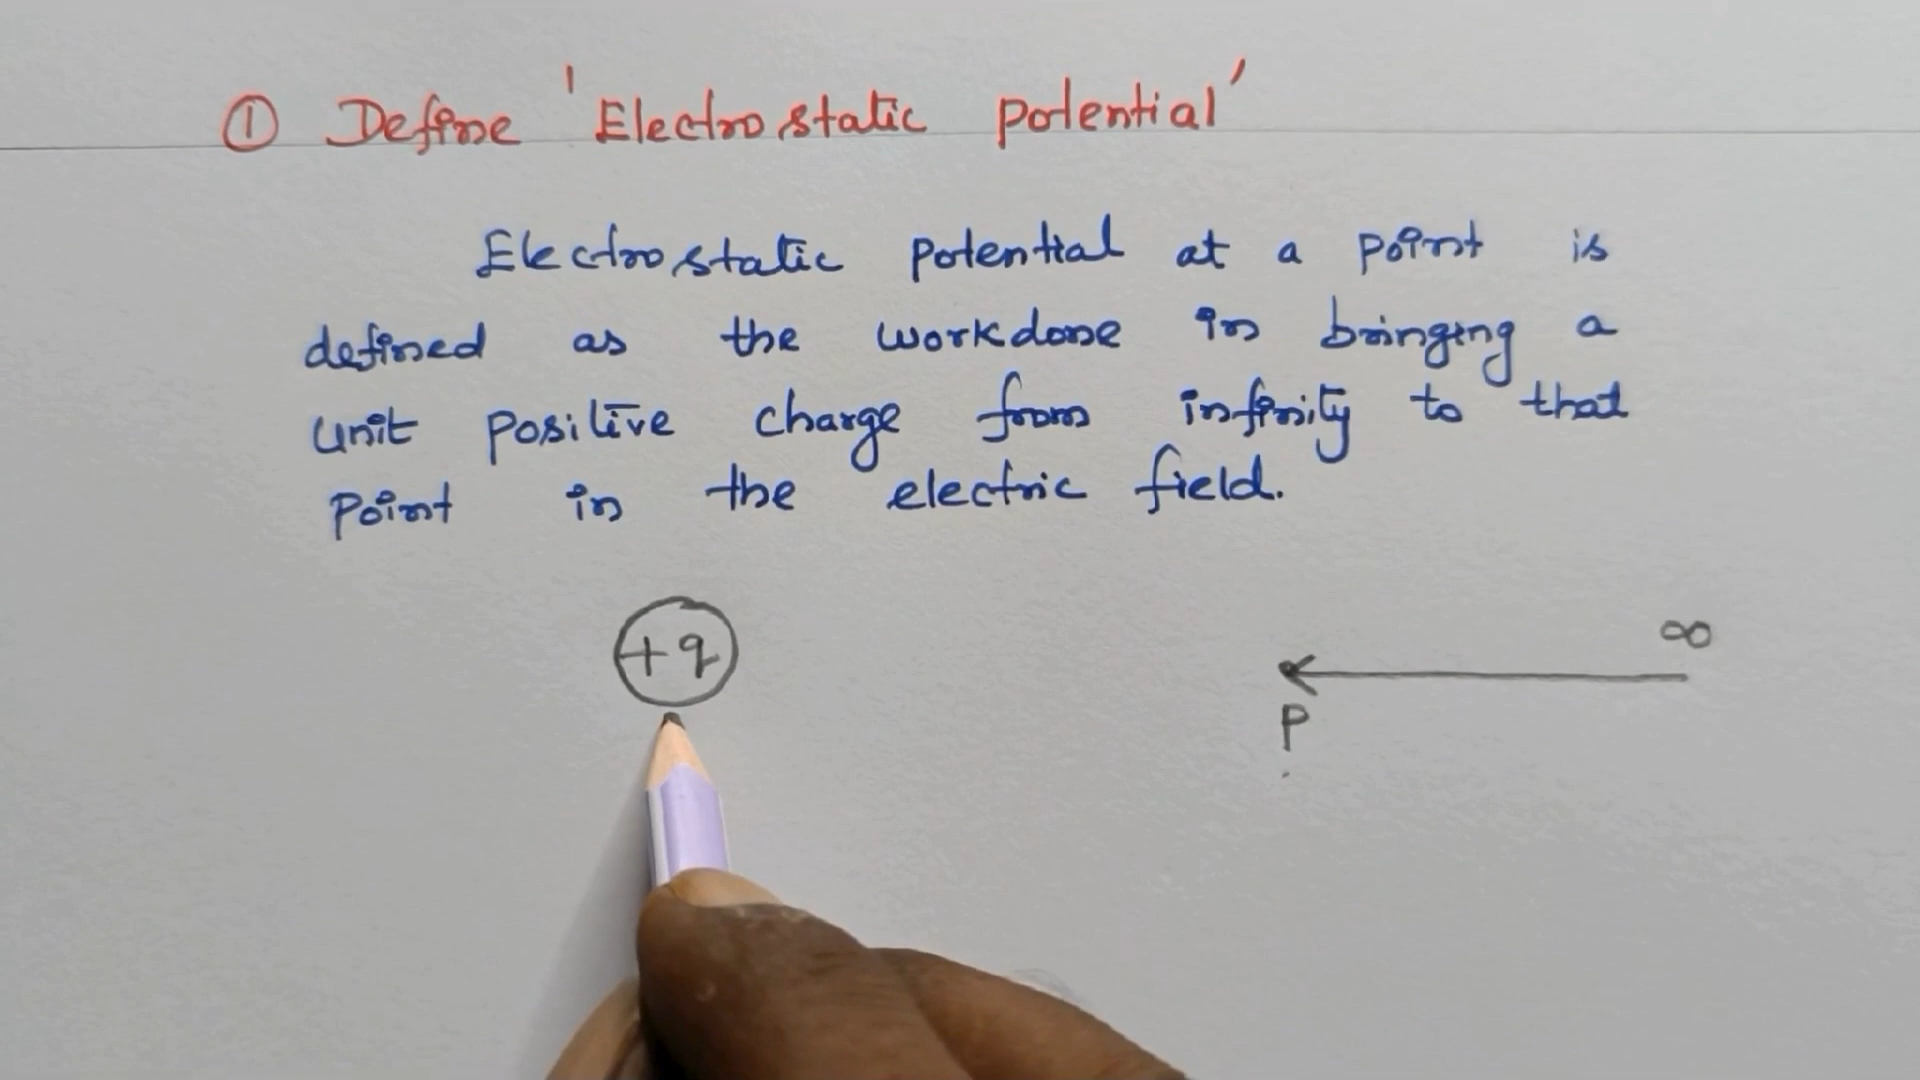 ① Define 'Electrostatic potential'
Electrostatic potential at a point is
defined as the workdone in bringing a
unit positive charge from infinity to that
point in the electric field.
+q
∞
P